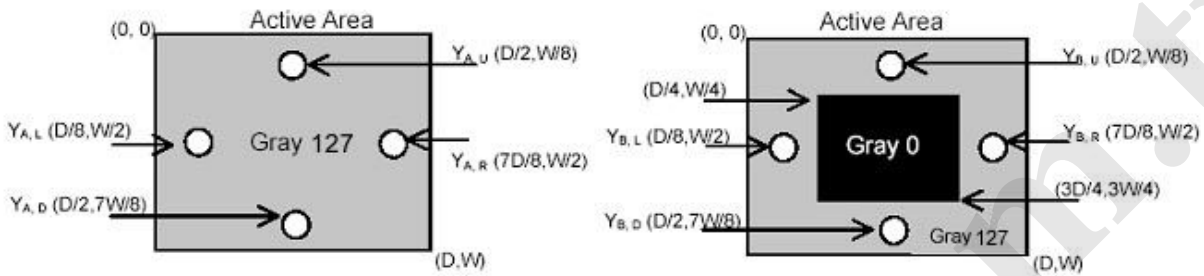 Active Area
(0, 0)
Y_A, U (D/2,W/8)
Y_A, L (D/8,W/2)
Gray 127
Y_A, R (7D/8,W/2)
Y_A, D (D/2,7W/8)
(D,W)
Active Area
(0, 0)
Y_B, U (D/2,W/8)
(D/4,W/4)
Y_B, L (D/8,W/2)
Gray 0
Y_B, R (7D/8,W/2)
(3D/4,3W/4)
Y_B, D (D/2,7W/8)
Gray 127
(D,W)